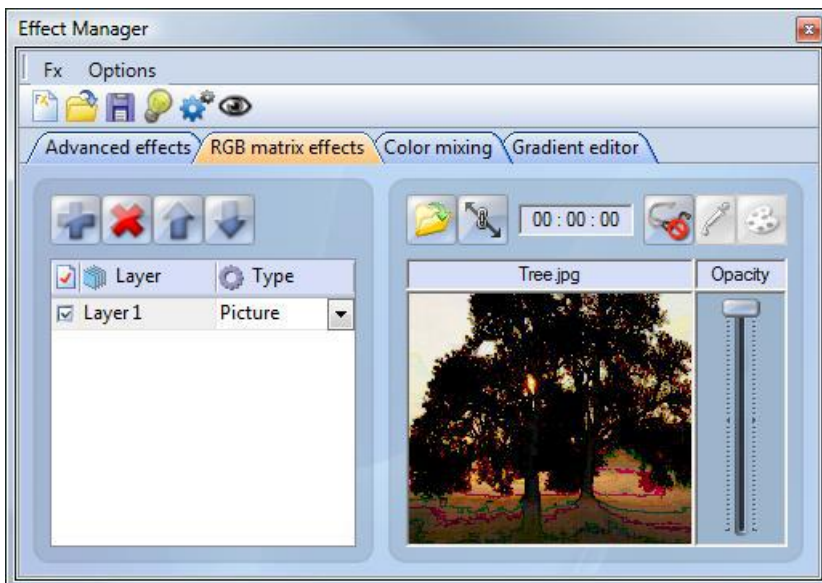 Effect Manager
Fx Options
Advanced effects RGB matrix effects Color mixing Gradient editor
00 : 00 : 00
Layer Type
Layer 1 Picture
Tree.jpg Opacity